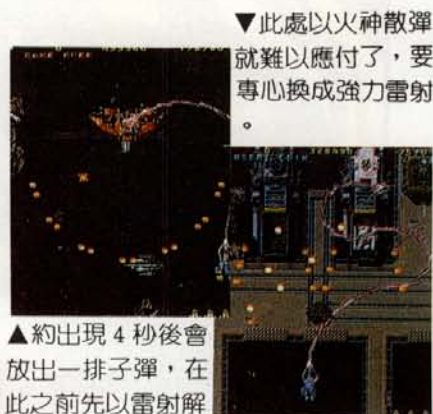 ▼此處以火神散彈
就難以應付了，要
專心換成強力雷射
。
▲約出現 4 秒後會
放出一排子彈，在
此之前先以雷射解